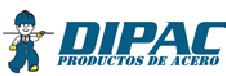 DIPAC
PRODUCTOS DE ACERO